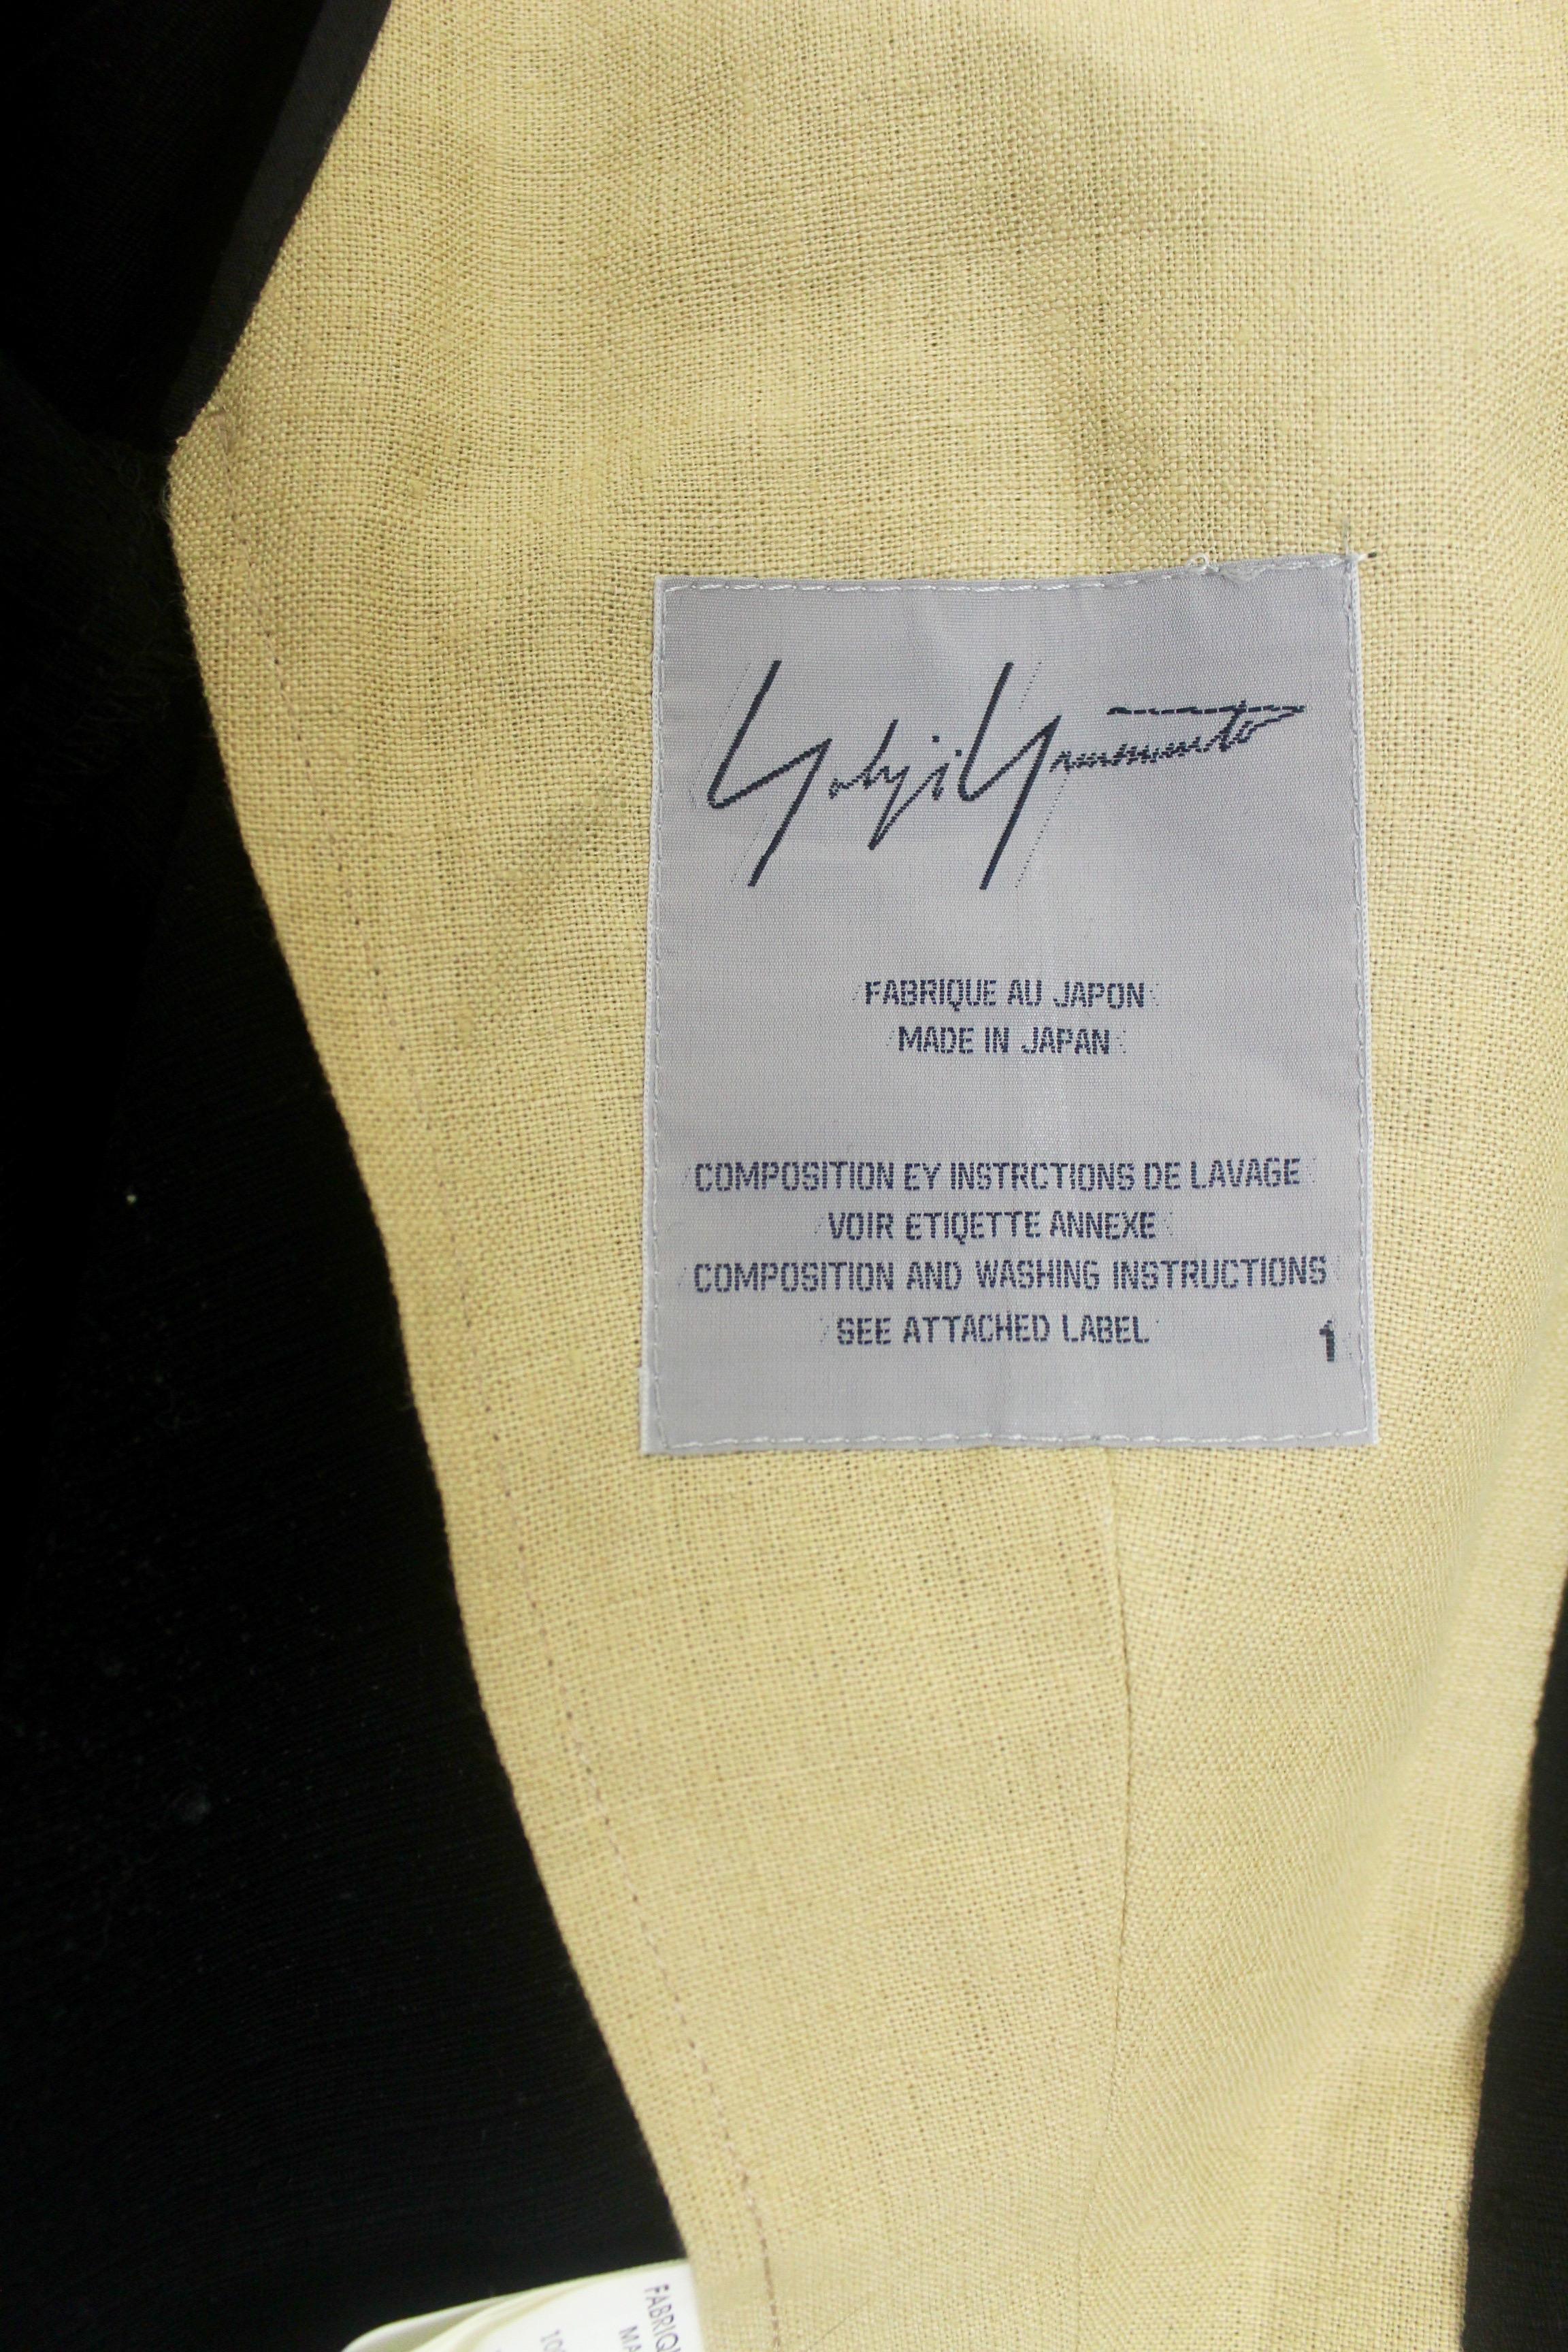 Yohji Yamamoto
FABRIQUE AU JAPON
MADE IN JAPAN
COMPOSITION EY INSTRCTIONS DE LAVAGE
VOIR ETIQETTE ANNEXE
COMPOSITION AND WASHING INSTRUCTIONS
SEE ATTACHED LABEL
1